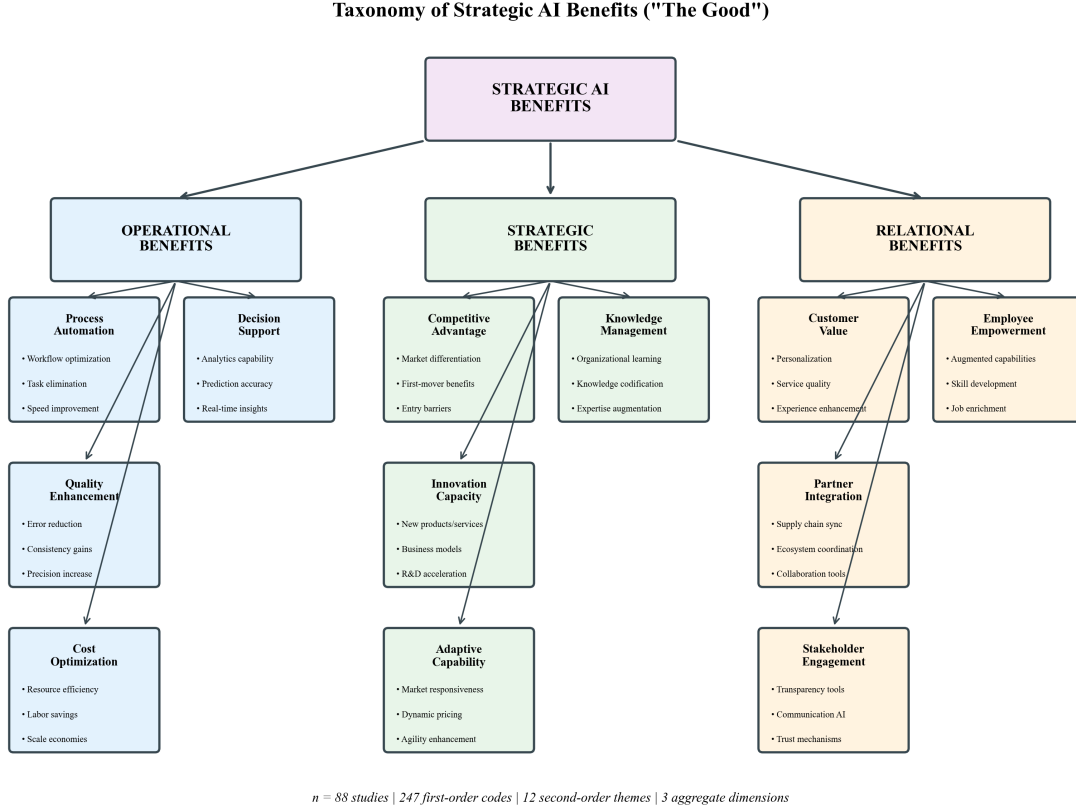 Taxonomy of Strategic AI Benefits ("The Good")
STRATEGIC AI
BENEFITS
OPERATIONAL
BENEFITS
STRATEGIC
BENEFITS
RELATIONAL
BENEFITS
Process
Automation
• Workflow optimization
• Task elimination
• Speed improvement
Decision
Support
• Analytics capability
• Prediction accuracy
• Real-time insights
Competitive
Advantage
• Market differentiation
• First-mover benefits
• Entry barriers
Knowledge
Management
• Organizational learning
• Knowledge codification
• Expertise augmentation
Customer
Value
• Personalization
• Service quality
• Experience enhancement
Employee
Empowerment
• Augmented capabilities
• Skill development
• Job enrichment
Quality
Enhancement
• Error reduction
• Consistency gains
• Precision increase
Innovation
Capacity
• New products/services
• Business models
• R&D acceleration
Partner
Integration
• Supply chain sync
• Ecosystem coordination
• Collaboration tools
Cost
Optimization
• Resource efficiency
• Labor savings
• Scale economies
Adaptive
Capability
• Market responsiveness
• Dynamic pricing
• Agility enhancement
Stakeholder
Engagement
• Transparency tools
• Communication AI
• Trust mechanisms
n = 88 studies | 247 first-order codes | 12 second-order themes | 3 aggregate dimensions